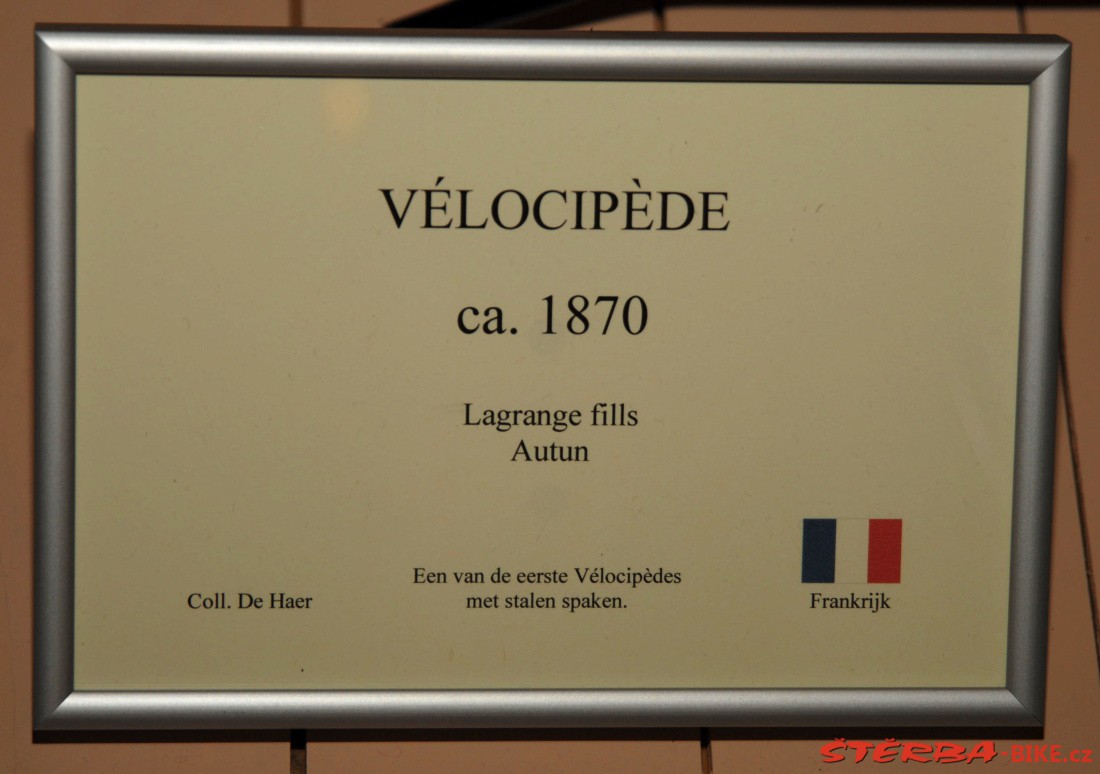 VÉLOCIPÈDE
ca. 1870
Lagrange fills
Autun
Een van de eerste Vélocipèdes
met stalen spaken.
Coll. De Haer
Frankrijk
ŠTĚRBA-BIKE.cz